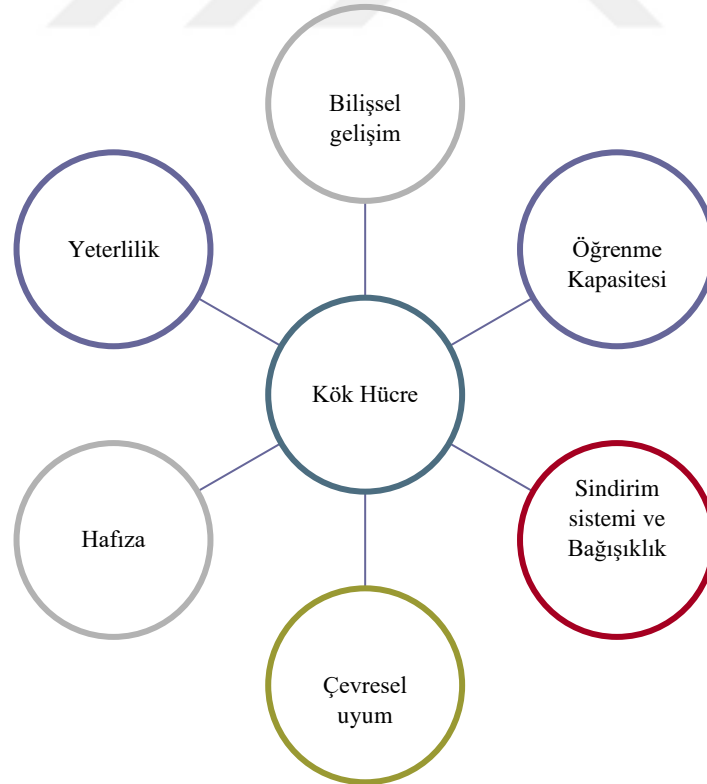 Bilişsel
gelişim
Yeterlilik
Öğrenme
Kapasitesi
Kök Hücre
Hafıza
Sindirim
sistemi ve
Bağışıklık
Çevresel
uyum